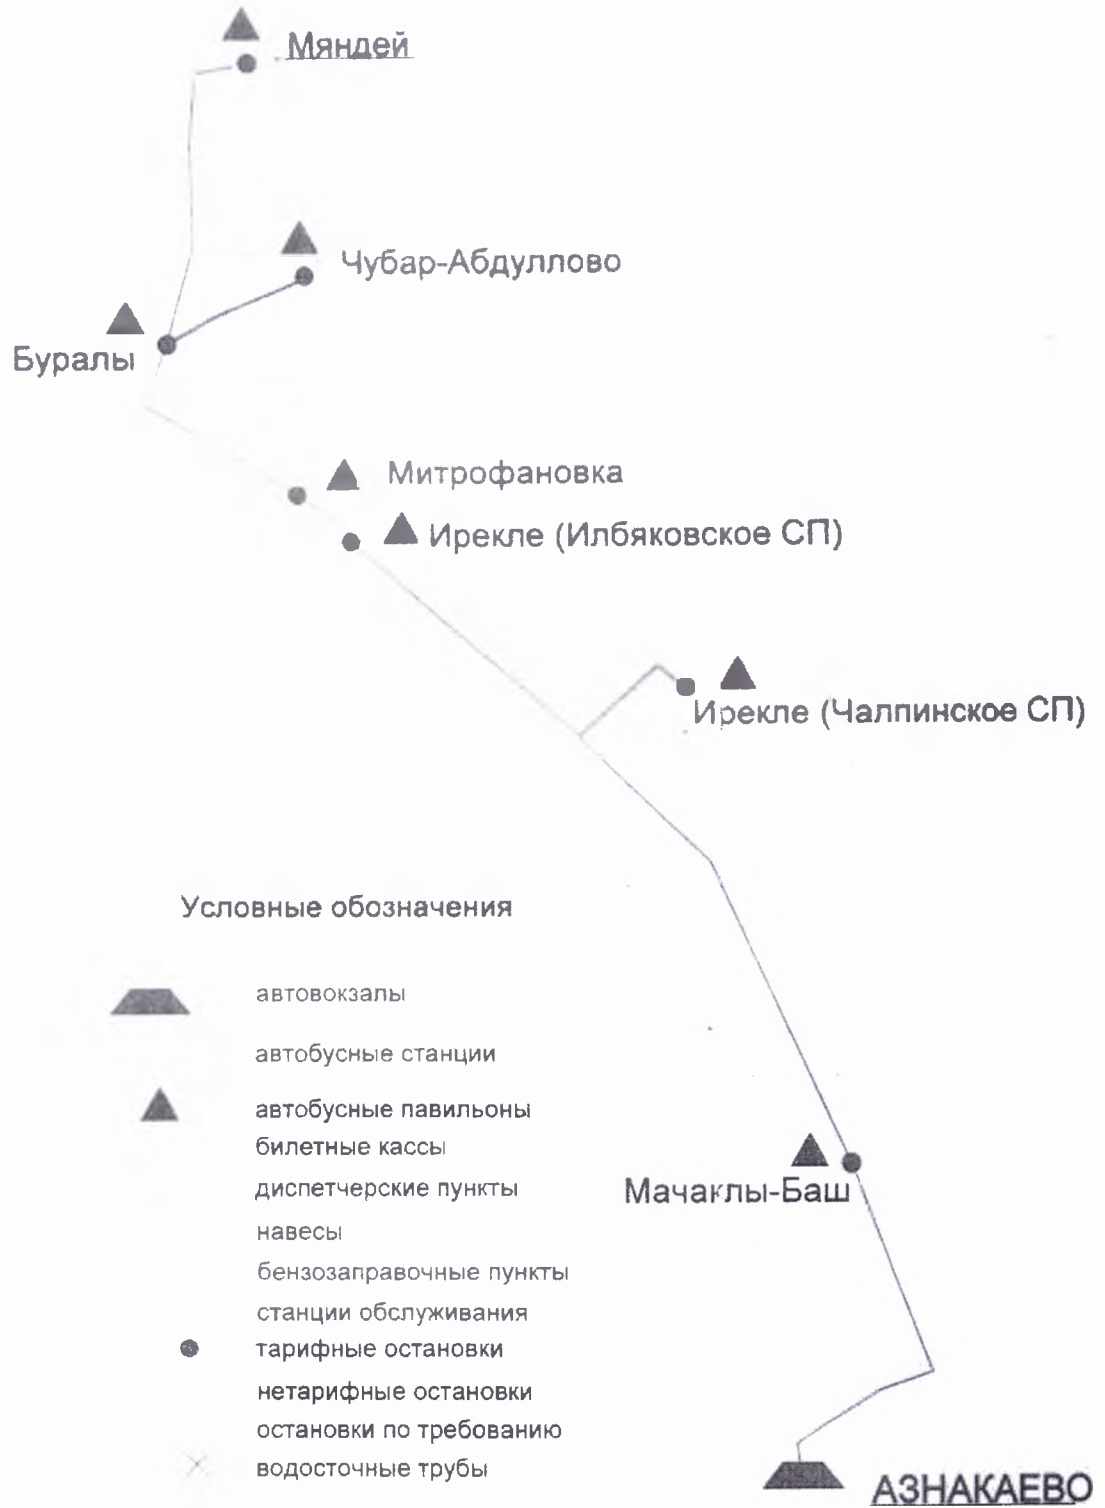 Мяндей
Чубар-Абдуллово
Буралы
Митрофановка
Ирекле (Илбяковское СП)
Ирекле (Чалпинское СП)
Условные обозначения
автовокзалы
автобусные станции
автобусные павильоны
билетные кассы
диспетчерские пункты
навесы
бензозаправочные пункты
станции обслуживания
тарифные остановки
нетарифные остановки
остановки по требованию
водосточные трубы
Мачаклы-Баш
АЗНАКАЕВО